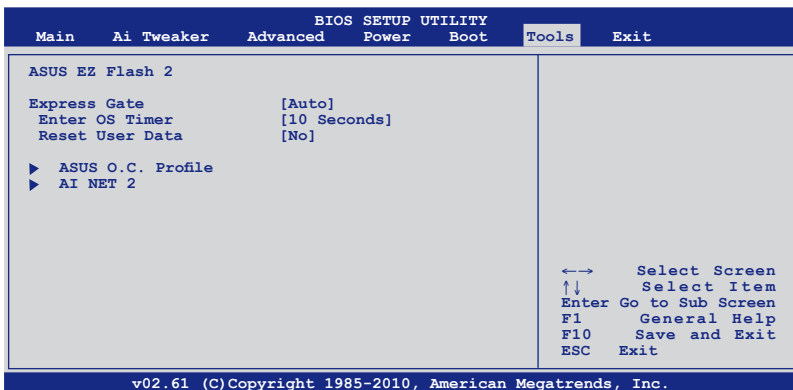 BIOS SETUP UTILITY
Main Ai Tweaker Advanced Power Boot Tools Exit
ASUS EZ Flash 2
Express Gate [Auto]
Enter OS Timer [10 Seconds]
Reset User Data [No]
▶ ASUS O.C. Profile
▶ AI NET 2
←→ Select Screen
↑↓ Select Item
Enter Go to Sub Screen
F1 General Help
F10 Save and Exit
ESC Exit
v02.61 (C)Copyright 1985-2010, American Megatrends, Inc.